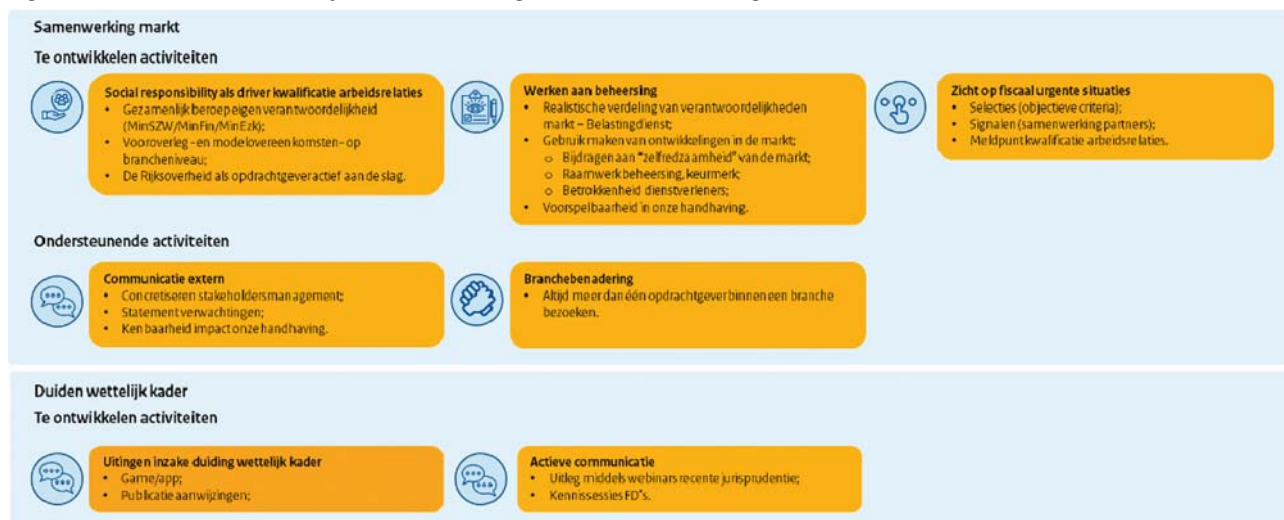 Samenwerking markt
Te ontwikkelen activiteiten
Social responsibility als driver kwalificatie arbeidsrelaties
• Gezamenlijk beroep eigen verantwoordelijkheid
(MinSZW/MinFin/MinEzk);
• Vooroverleg – en modelovereenkomsten – op
brancheniveau;
• De Rijksoverheid als opdrachtgever actief aan de slag.
Werken aan beheersing
• Realistische verdeling van verantwoordelijkheden
markt – Belastingdienst;
• Gebruik maken van ontwikkelingen in de markt;
o Bijdragen aan "zelfredzaamheid" van de markt;
o Raamwerk beheersing, keurmerk;
o Betrokkenheid dienstverleners;
• Voorspelbaarheid in onze handhaving.
Zicht op fiscaal urgente situaties
• Selecties (objectieve criteria);
• Signalen (samenwerking partners);
• Meldpunt kwalificatie arbeidsrelaties.
Ondersteunende activiteiten
Communicatie extern
• Concretiseren stakeholdersmanagement;
• Statement verwachtingen;
• Kenbaarheid impact onze handhaving.
Branchebenadering
• Altijd meer dan één opdrachtgever binnen een branche
bezoeken.
Duiden wettelijk kader
Te ontwikkelen activiteiten
Uitingen inzake duiding wettelijk kader
• Game/app;
• Publicatie aanwijzingen;
Actieve communicatie
• Uitleg middels webinars recente jurisprudentie;
• Kennissessies FD's.